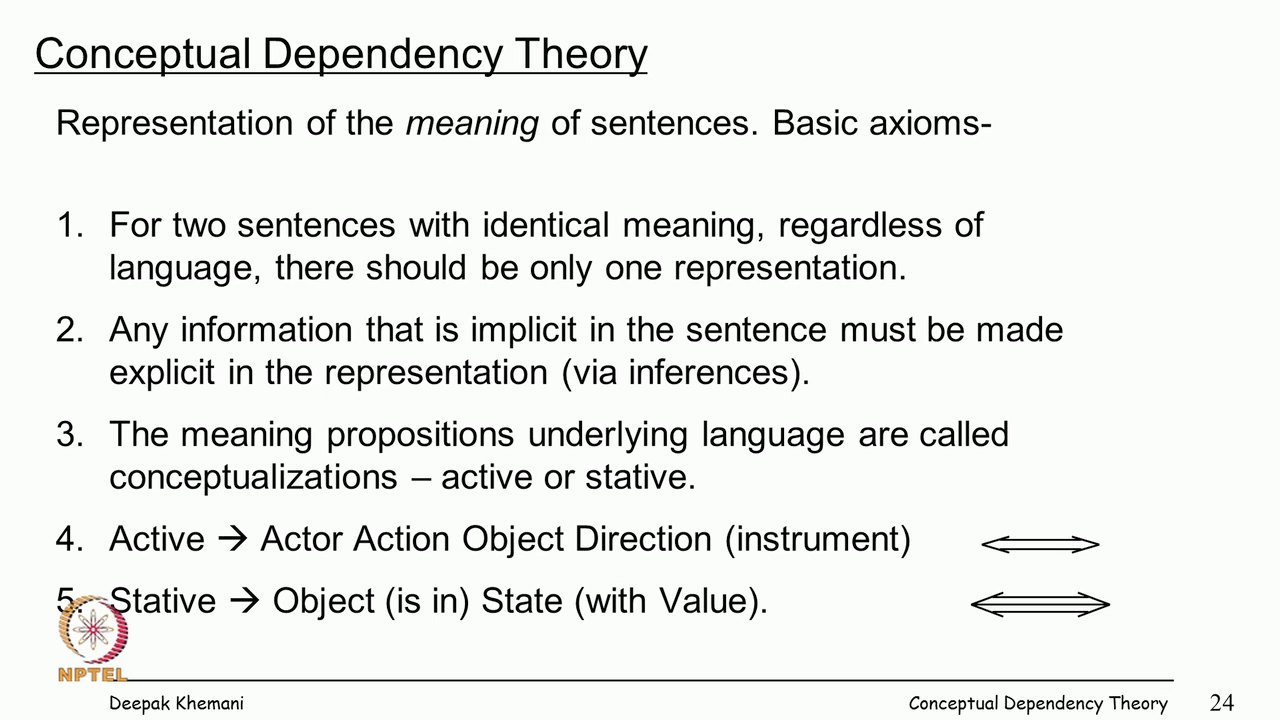 Conceptual Dependency Theory
Representation of the meaning of sentences. Basic axioms-
1. For two sentences with identical meaning, regardless of
language, there should be only one representation.
2. Any information that is implicit in the sentence must be made
explicit in the representation (via inferences).
3. The meaning propositions underlying language are called
conceptualizations – active or stative.
4. Active → Actor Action Object Direction (instrument)
5. Stative → Object (is in) State (with Value).
NPTEL
Deepak Khemani Conceptual Dependency Theory 24